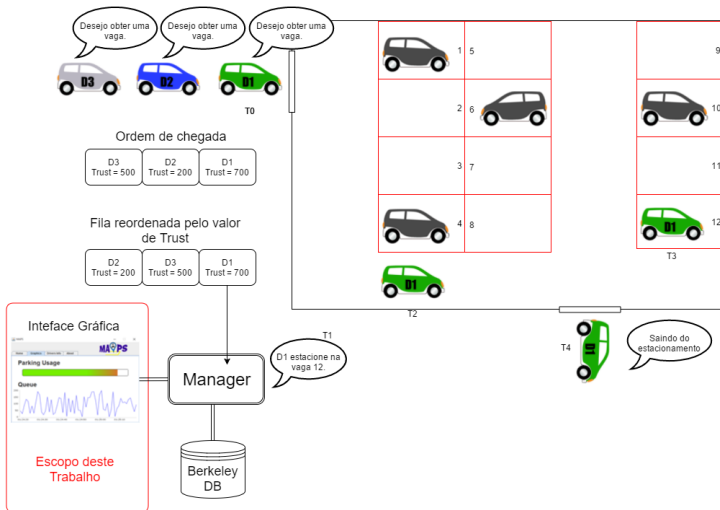 Desejo obter uma
vaga.
Desejo obter uma
vaga.
Desejo obter uma
vaga.
D3
D2
D1
T0
Ordem de chegada
D3
Trust = 500
D2
Trust = 200
D1
Trust = 700
Fila reordenada pelo valor
de Trust
D2
Trust = 200
D3
Trust = 500
D1
Trust = 700
1
5
2
6
3
7
4
8
9
10
11
12
D1
T3
D1
T2
T4
D1
Saindo do
estacionamento
Inteface Gráfica
MAPS
Parking Usage
Queue
Escopo deste
Trabalho
T1
D1 estacione na
vaga 12.
Manager
Berkeley
DB